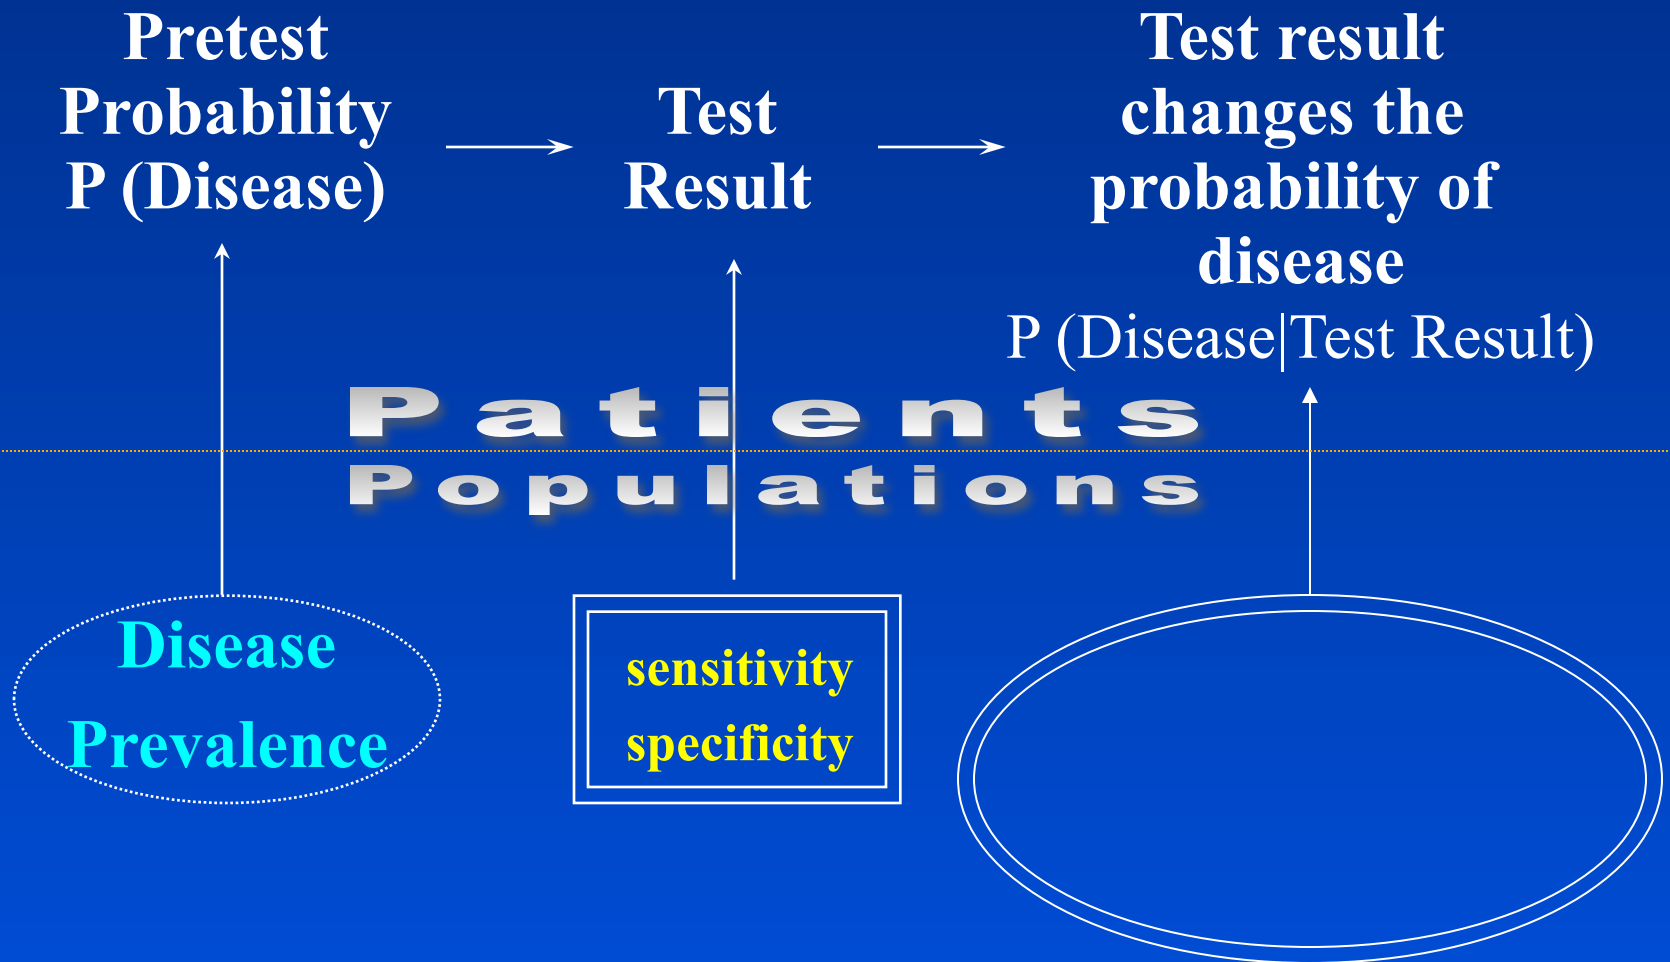 Pretest
Probability
P (Disease)
Test
Result
Test result
changes the
probability of
disease
P (Disease|Test Result)
Patients
Populations
Disease
Prevalence
sensitivity
specificity